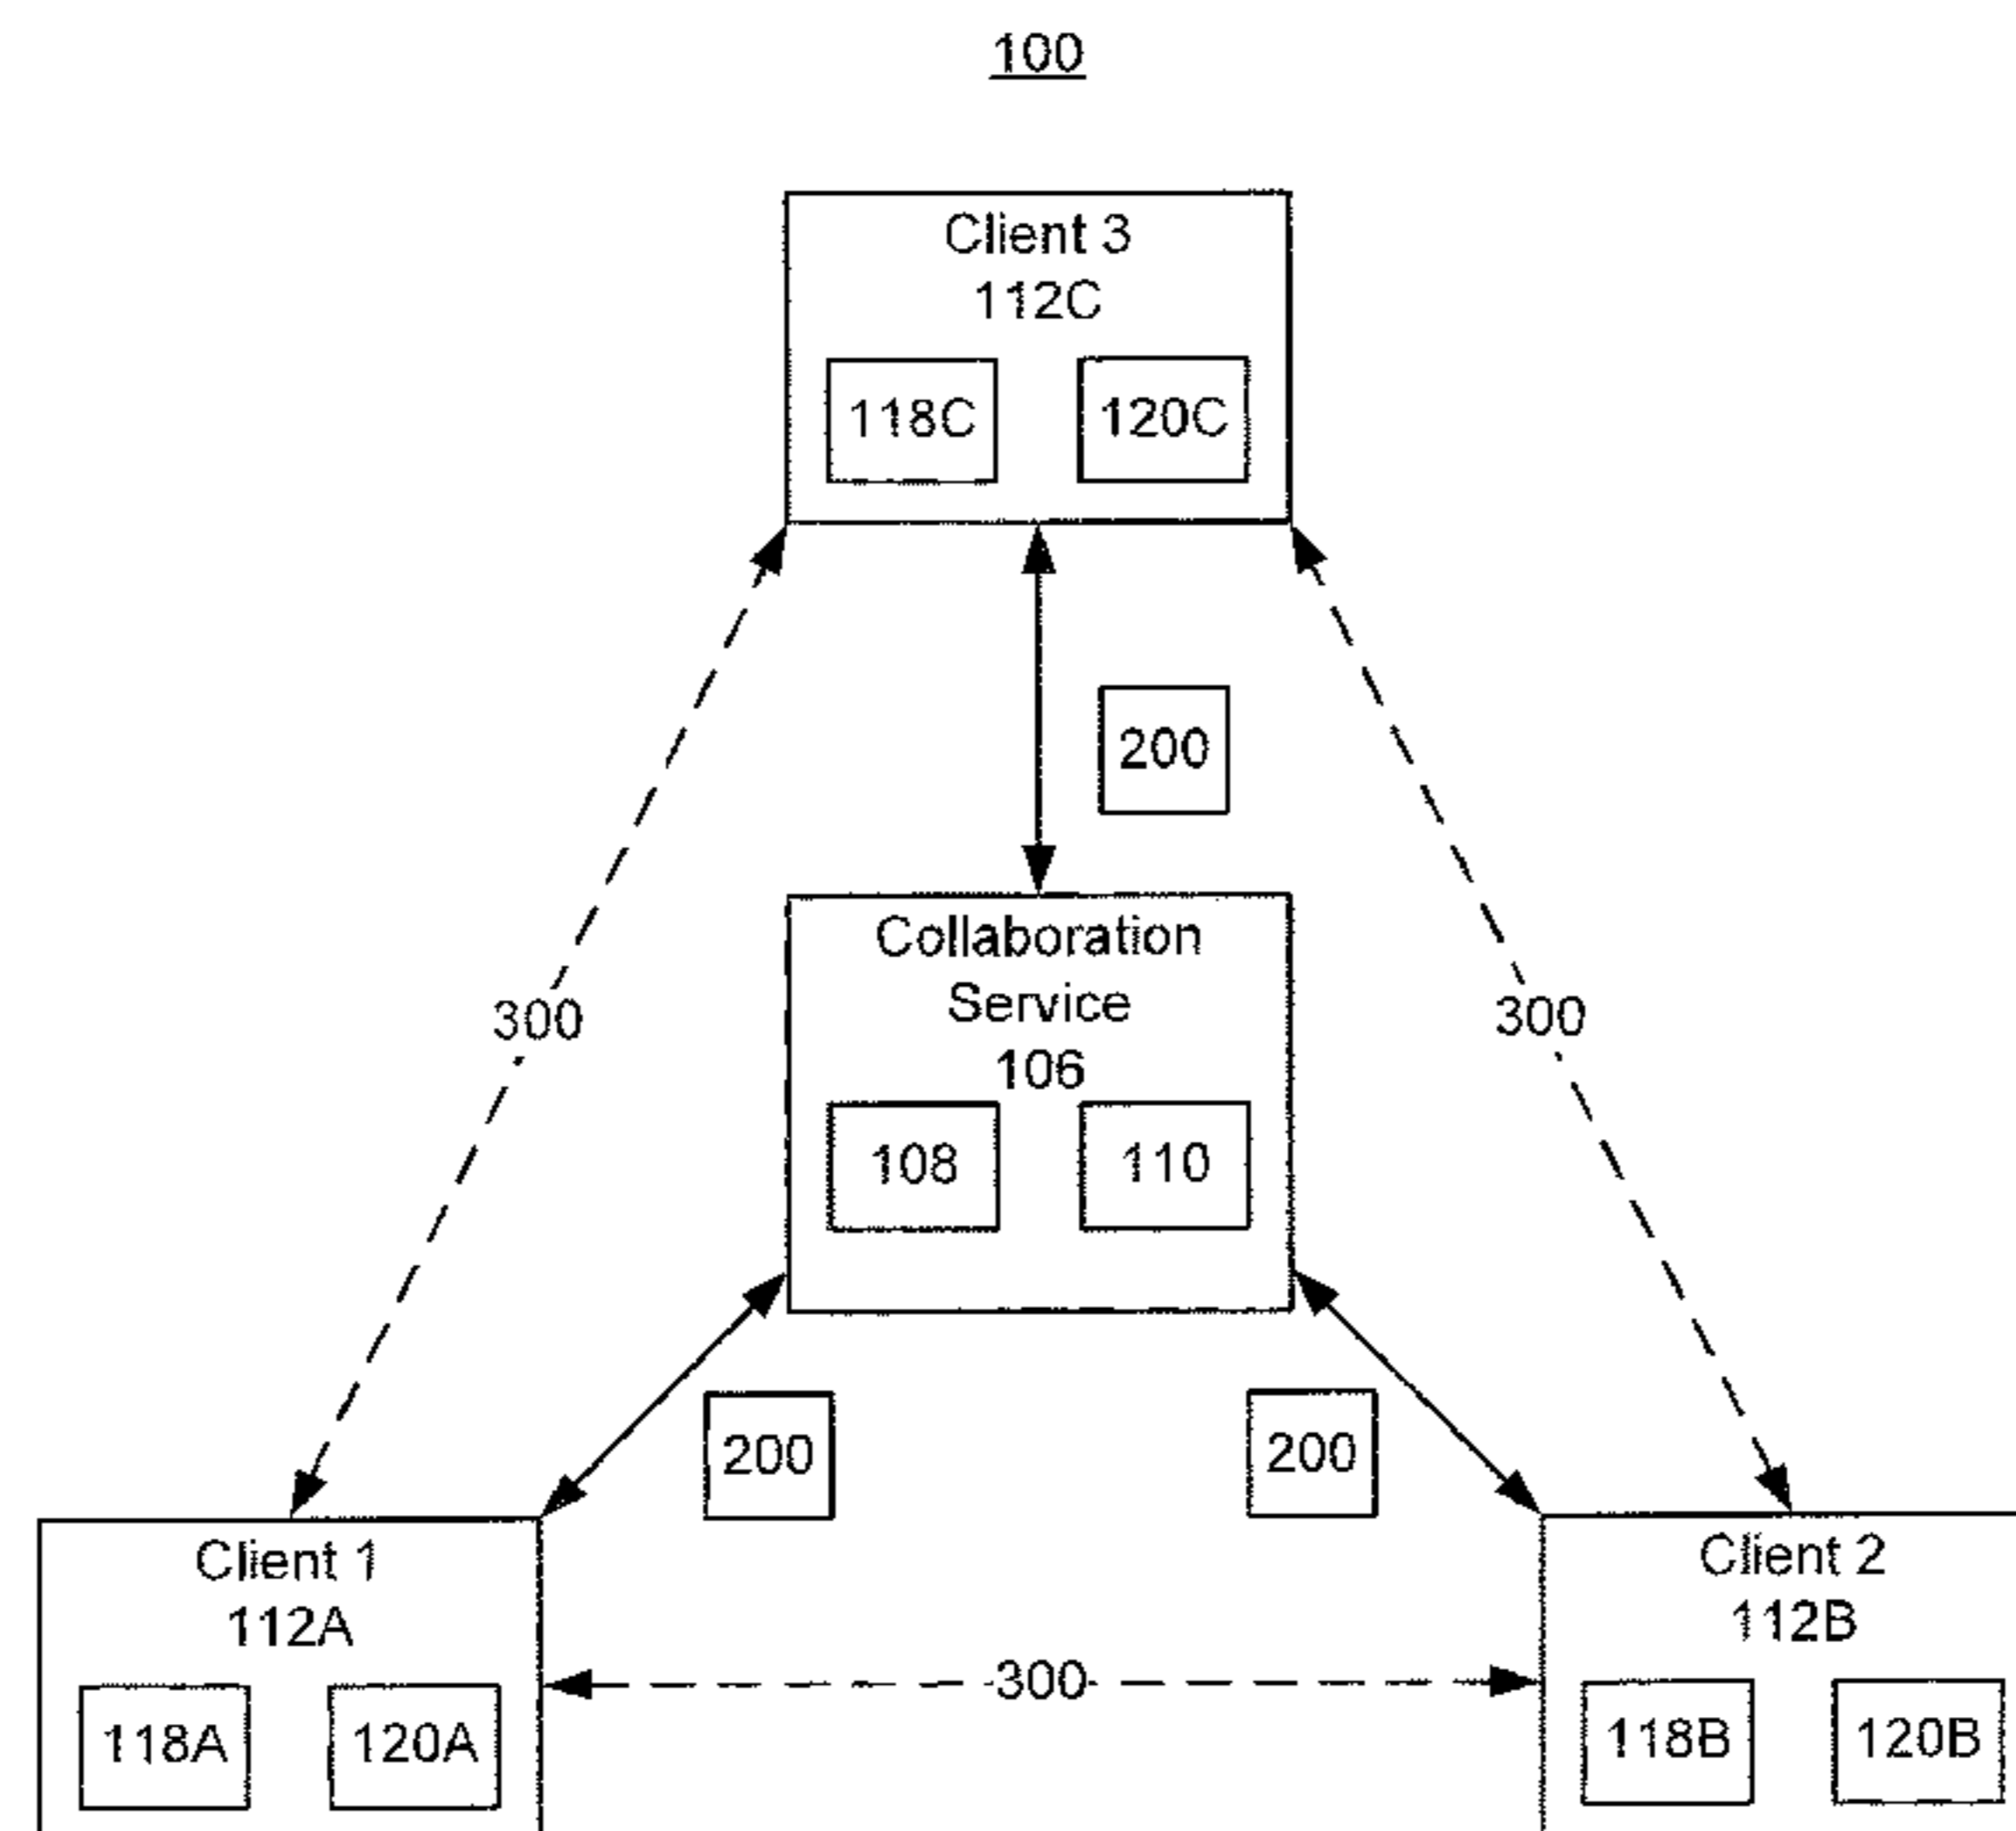 100
Client 3
112C
118C 120C
200
Collaboration
Service
106
300 300
108 110
200 200
Client 1 Client 2
112A 112B
300
118A 120A 118B 120B